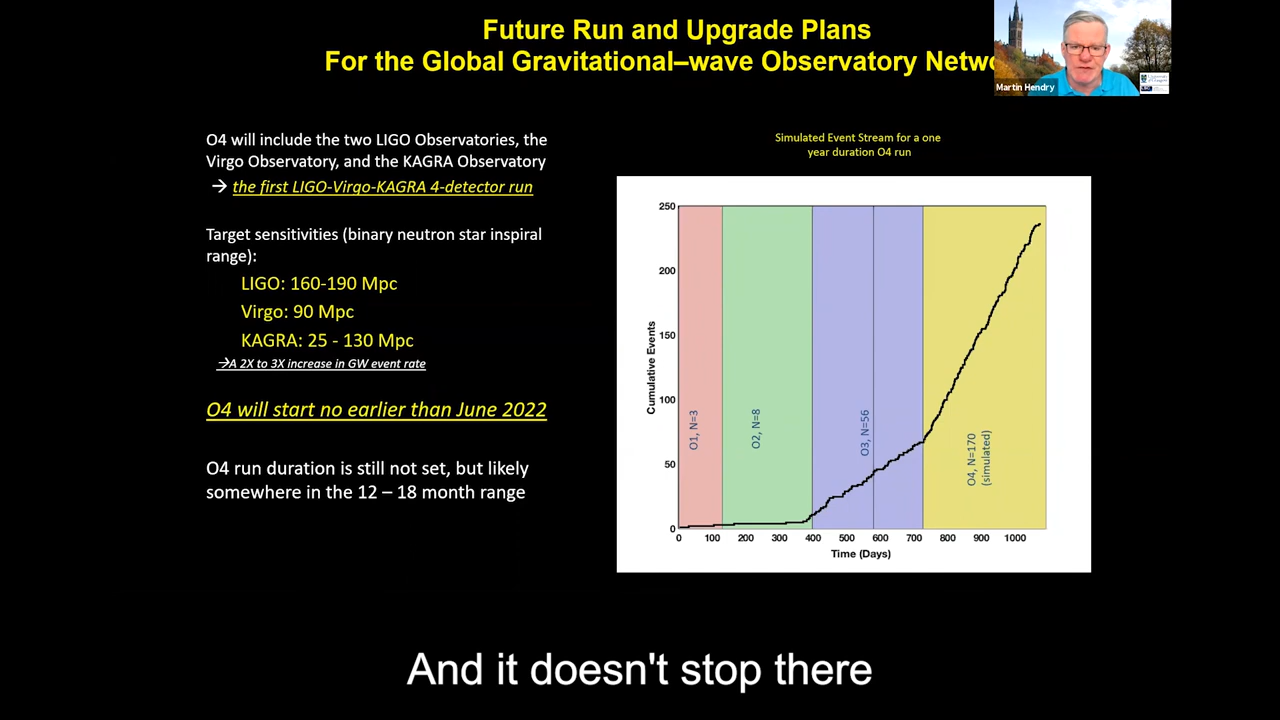 Future Run and Upgrade Plans
For the Global Gravitational–wave Observatory Netwo
Martin Hendry
O4 will include the two LIGO Observatories, the
Virgo Observatory, and the KAGRA Observatory
→ the first LIGO-Virgo-KAGRA 4-detector run
Target sensitivities (binary neutron star inspiral
range):
LIGO: 160-190 Mpc
Virgo: 90 Mpc
KAGRA: 25 - 130 Mpc
→A 2X to 3X increase in GW event rate
O4 will start no earlier than June 2022
O4 run duration is still not set, but likely
somewhere in the 12 – 18 month range
Simulated Event Stream for a one
year duration O4 run
Cumulative Events
250
200
150
100
50
0
O1, N=3
O2, N=8
O3, N=56
O4, N=170
(simulated)
0 100 200 300 400 500 600 700 800 900 1000
Time (Days)
And it doesn't stop there